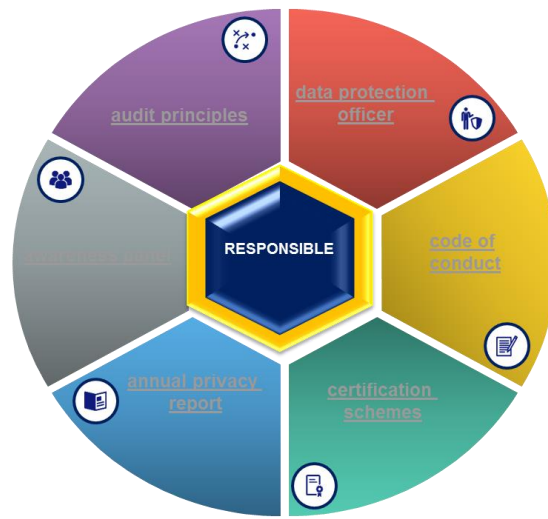 audit principles
data protection
officer
RESPONSIBLE
code of
conduct
annual privacy
report
certification
schemes